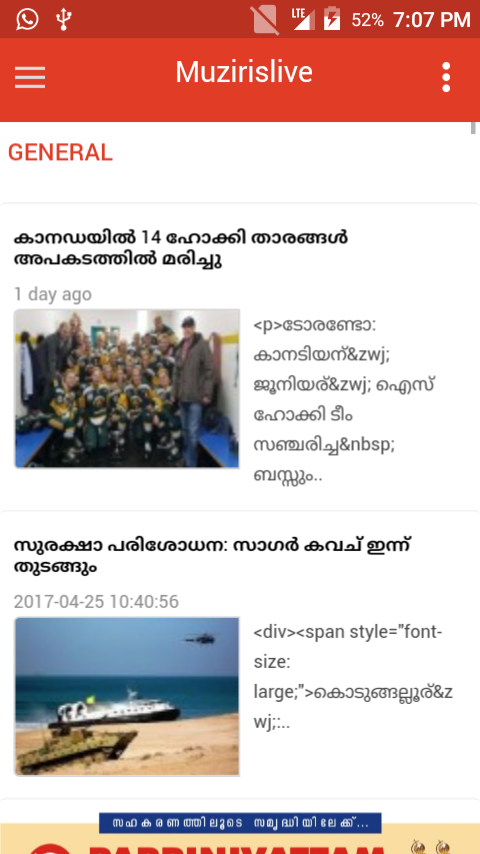 LTE 52% 7:07 PM
Muzirislive
GENERAL
കാനഡയിൽ 14 ഹോക്കി താരങ്ങൾ
അപകടത്തിൽ മരിച്ചു
1 day ago
<p>ടോരണ്ടോ:
കാനടിയന്&zwj;
ജൂനിയര്&zwj; ഐസ്
ഹോക്കി ടീം
സഞ്ചരിച്ച&nbsp;
ബസ്സും..
സുരക്ഷാ പരിശോധന: സാഗർ കവച് ഇന്ന്
തുടങ്ങും
2017-04-25 10:40:56
<div><span style="font-
size:
large;">കൊടുങ്ങല്ലൂര്&z
wj;:..
സഹകരണത്തിലൂടെ സമൃദ്ധിയിലേക്ക്...